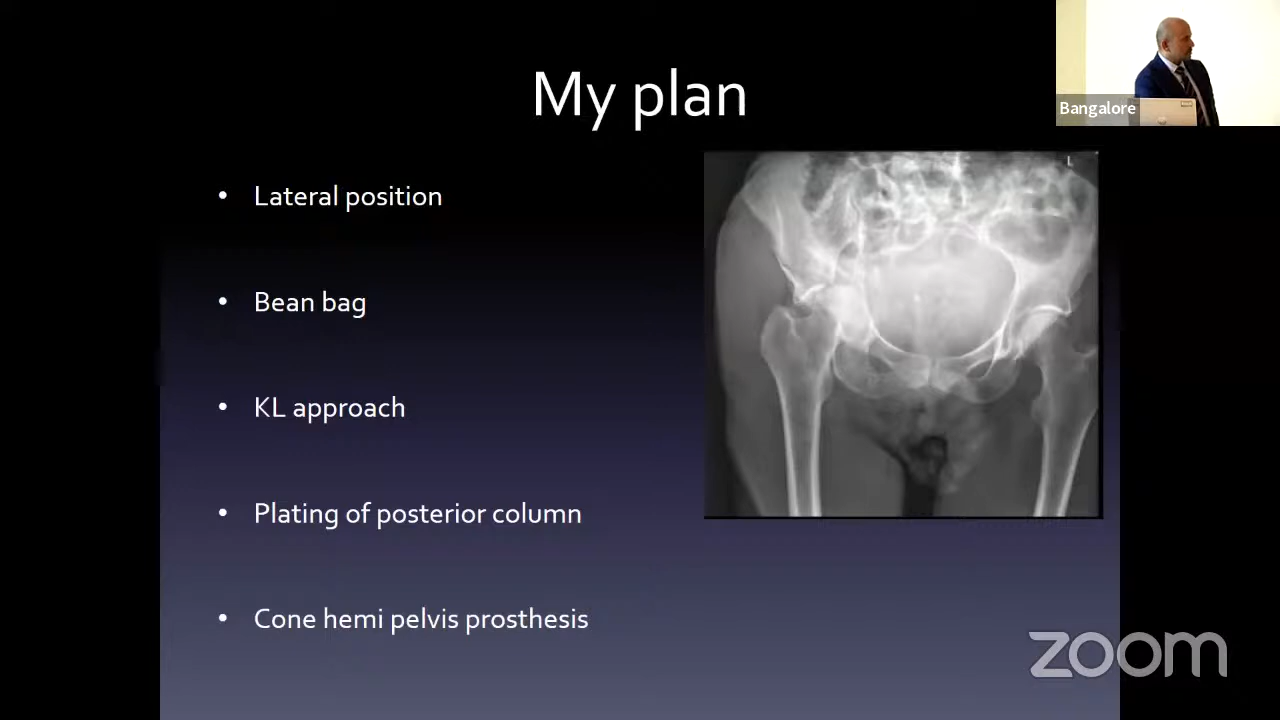 My plan
Bangalore
L
• Lateral position
• Bean bag
• KL approach
• Plating of posterior column
• Cone hemi pelvis prosthesis
zoom